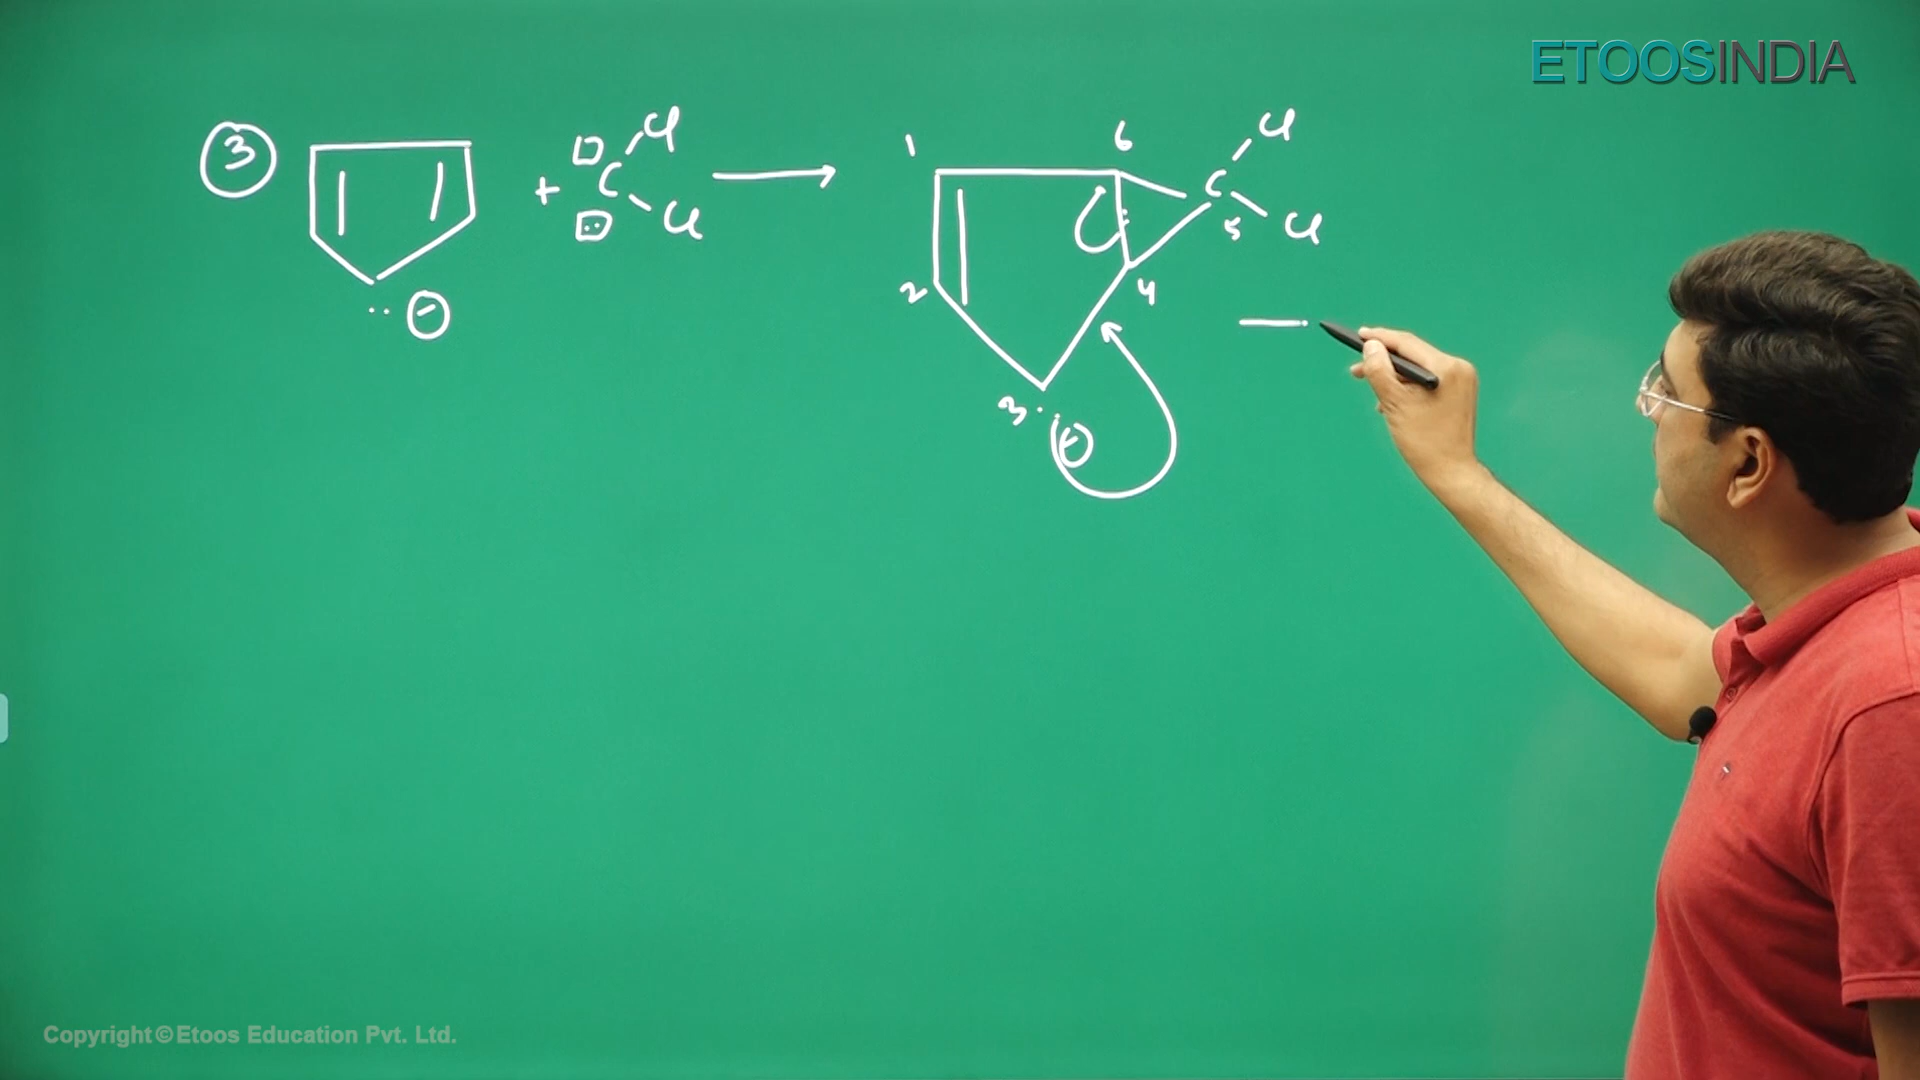 ETOOSINDIA
3
+ C Cl Cl
1 6 C Cl Cl
5
2 4
3
Copyright © Etoos Education Pvt. Ltd.